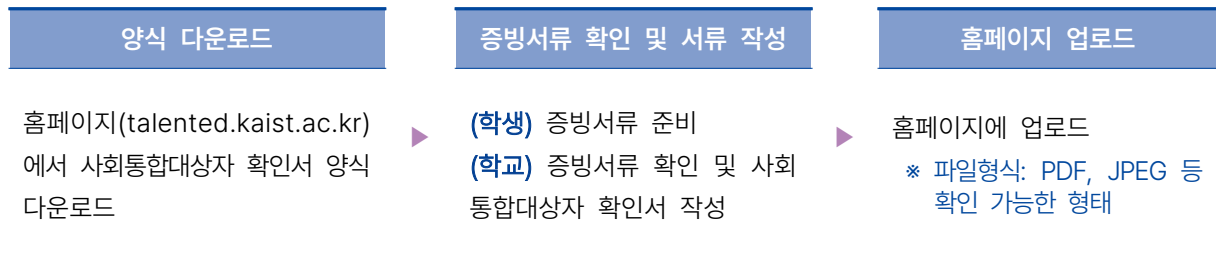 양식 다운로드
홈페이지(talented.kaist.ac.kr)
에서 사회통합대상자 확인서 양식
다운로드
증빙서류 확인 및 서류 작성
(학생) 증빙서류 준비
(학교) 증빙서류 확인 및 사회
통합대상자 확인서 작성
홈페이지 업로드
홈페이지에 업로드
※ 파일형식: PDF, JPEG 등
확인 가능한 형태